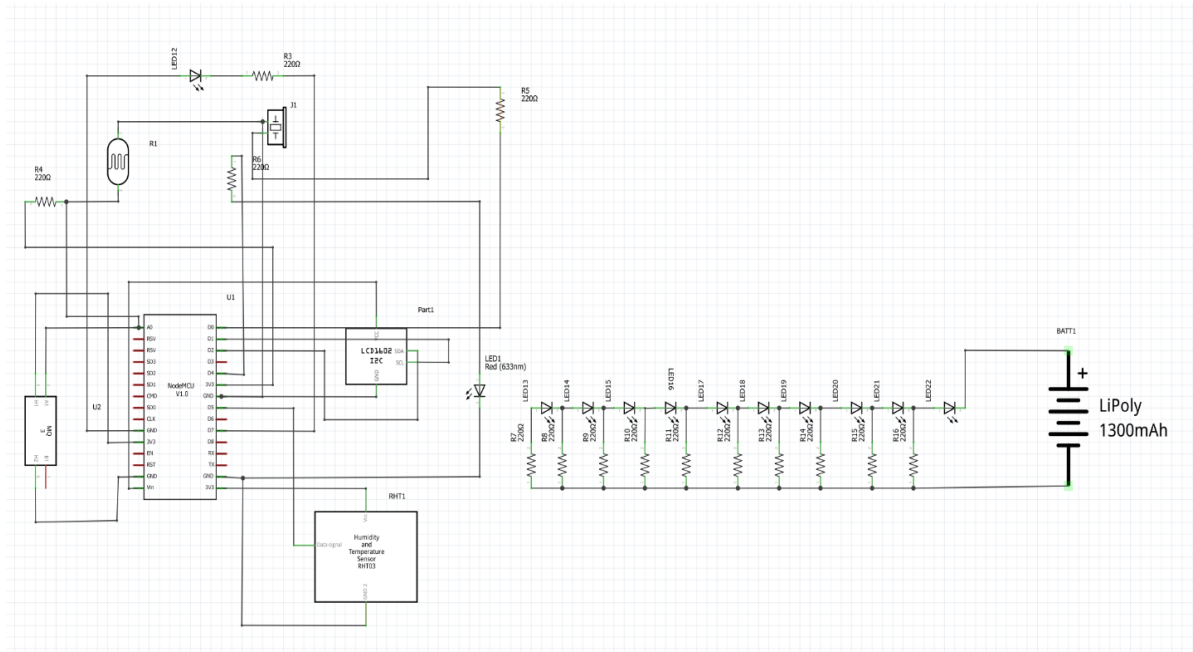 LED12
R3
220Ω
J1
R5
220Ω
R1
R6
220Ω
R4
220Ω
U1
Part1
LCD1602
I2C
VCC
SDA
SCL
GND
NodeMCU
V1.0
A0
RSV
RSV
SD3
SD2
SD1
CMD
SD0
CLK
GND
3V3
EN
RST
GND
Vin
D0
D1
D2
D3
D4
3V3
GND
D5
D6
D7
D8
RX
TX
GND
3V3
U2
MQ
3
LED1
Red (633nm)
RHT1
Humidity
and
Temperature
Sensor
RHT03
Data-signal
LED13
LED14
LED15
LED16
LED17
LED18
LED19
LED20
LED21
LED22
R7
220Ω
R8
220Ω
R9
220Ω
R10
220Ω
R11
220Ω
R12
220Ω
R13
220Ω
R14
220Ω
R15
220Ω
R16
220Ω
BATT1
+
LiPoly
1300mAh